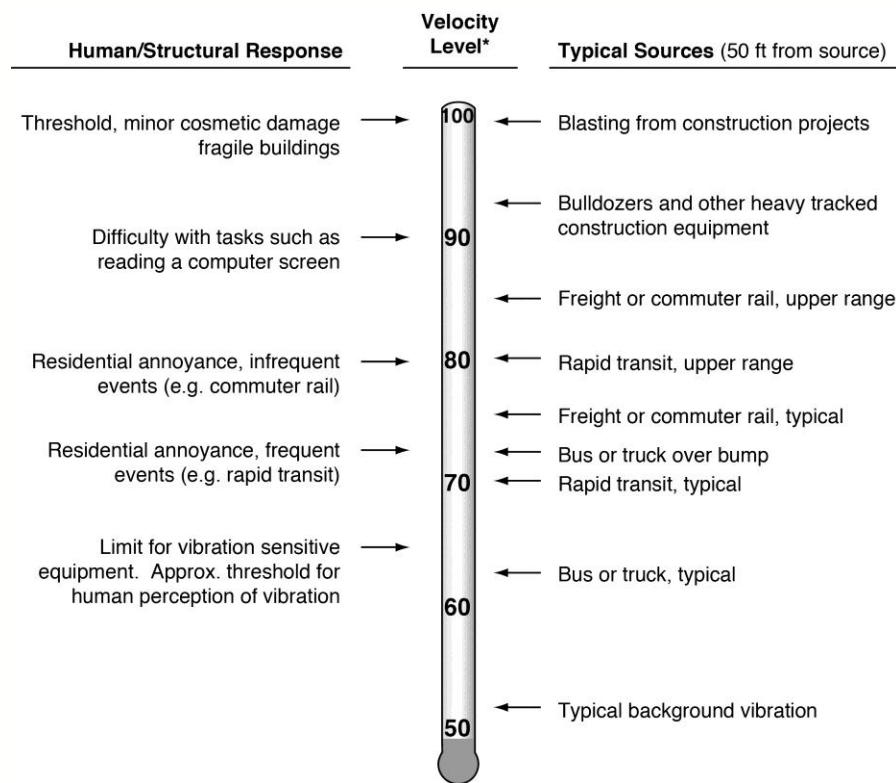 Human/Structural Response
Velocity
Level*
Typical Sources (50 ft from source)
Threshold, minor cosmetic damage
fragile buildings
100
Blasting from construction projects
Bulldozers and other heavy tracked
construction equipment
Difficulty with tasks such as
reading a computer screen
90
Freight or commuter rail, upper range
Residential annoyance, infrequent
events (e.g. commuter rail)
80
Rapid transit, upper range
Freight or commuter rail, typical
Residential annoyance, frequent
events (e.g. rapid transit)
Bus or truck over bump
70
Rapid transit, typical
Limit for vibration sensitive
equipment. Approx. threshold for
human perception of vibration
Bus or truck, typical
60
Typical background vibration
50